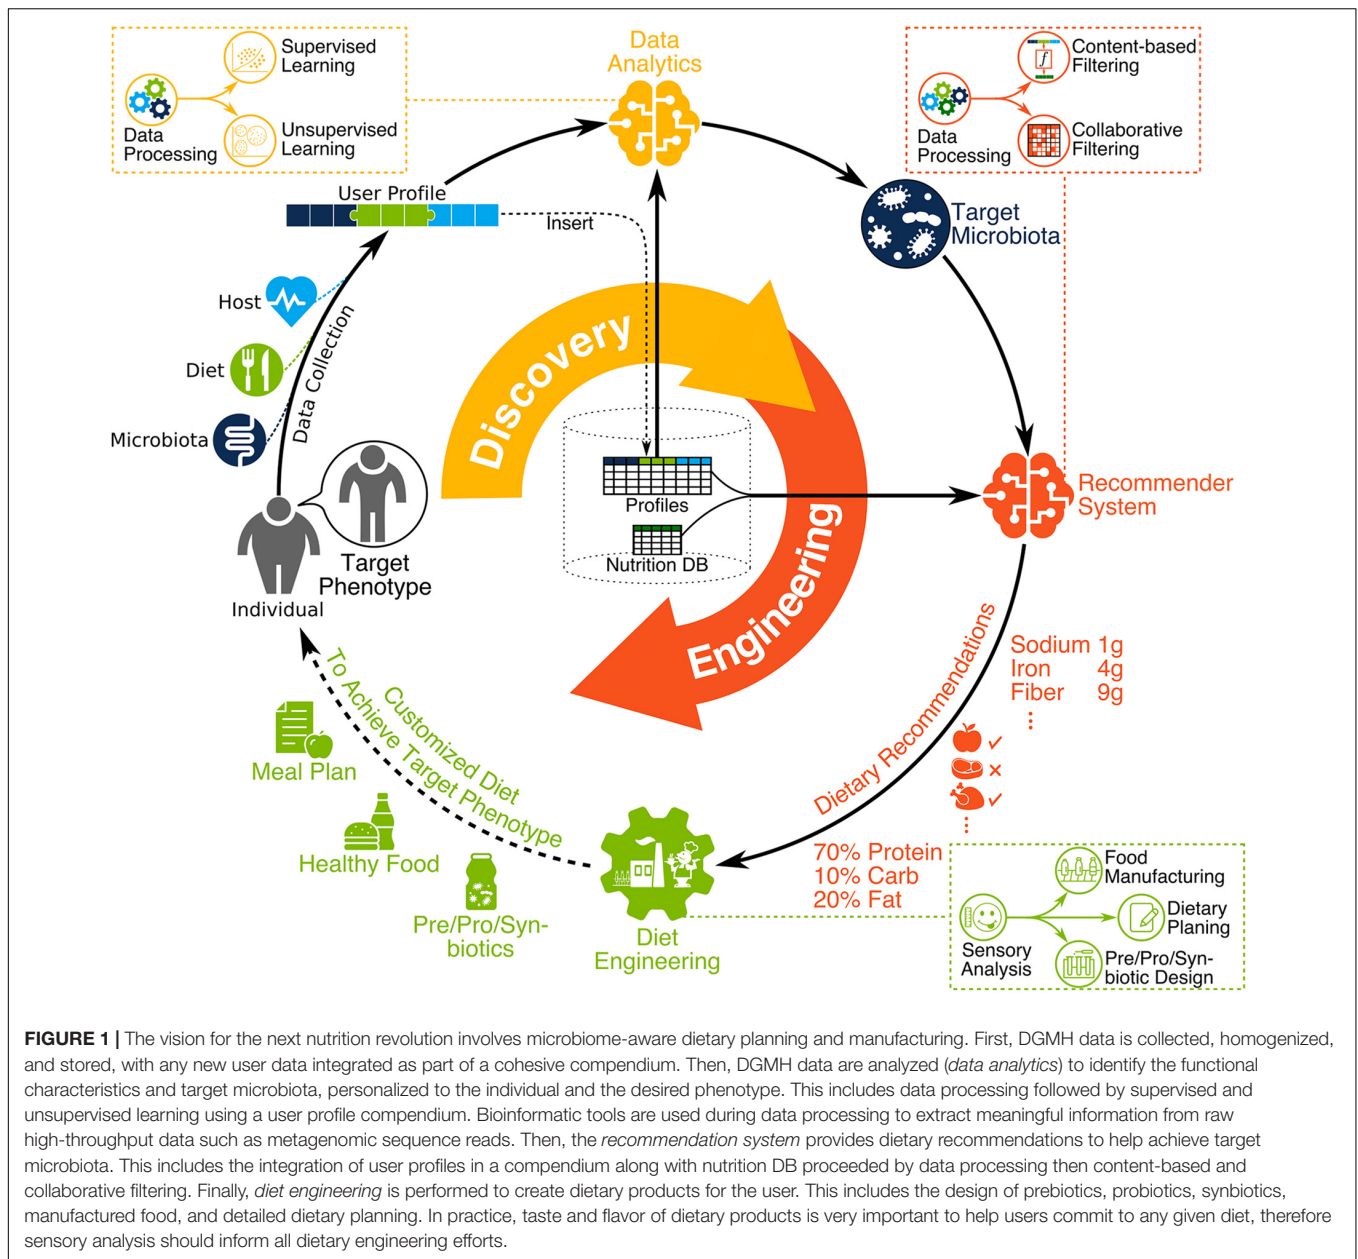 Supervised
Learning
Data
Processing
Unsupervised
Learning
Data
Analytics
Content-based
Filtering
Data
Processing
Collaborative
Filtering
User Profile
Insert
Target
Microbiota
Host
Diet
Microbiota
Data Collection
Discovery
Engineering
Profiles
Nutrition DB
Recommender
System
Target
Phenotype
Individual
Dietary Recommendations
Sodium 1g
Iron 4g
Fiber 9g
70% Protein
10% Carb
20% Fat
Customized Diet
To Achieve Target Phenotype
Meal Plan
Healthy Food
Pre/Pro/Syn-
biotics
Diet
Engineering
Food
Manufacturing
Sensory
Analysis
Dietary
Planing
Pre/Pro/Syn-
biotic Design
FIGURE 1 | The vision for the next nutrition revolution involves microbiome-aware dietary planning and manufacturing. First, DGMH data is collected, homogenized,
and stored, with any new user data integrated as part of a cohesive compendium. Then, DGMH data are analyzed (data analytics) to identify the functional
characteristics and target microbiota, personalized to the individual and the desired phenotype. This includes data processing followed by supervised and
unsupervised learning using a user profile compendium. Bioinformatic tools are used during data processing to extract meaningful information from raw
high-throughput data such as metagenomic sequence reads. Then, the recommendation system provides dietary recommendations to help achieve target
microbiota. This includes the integration of user profiles in a compendium along with nutrition DB proceeded by data processing then content-based and
collaborative filtering. Finally, diet engineering is performed to create dietary products for the user. This includes the design of prebiotics, probiotics, synbiotics,
manufactured food, and detailed dietary planning. In practice, taste and flavor of dietary products is very important to help users commit to any given diet, therefore
sensory analysis should inform all dietary engineering efforts.